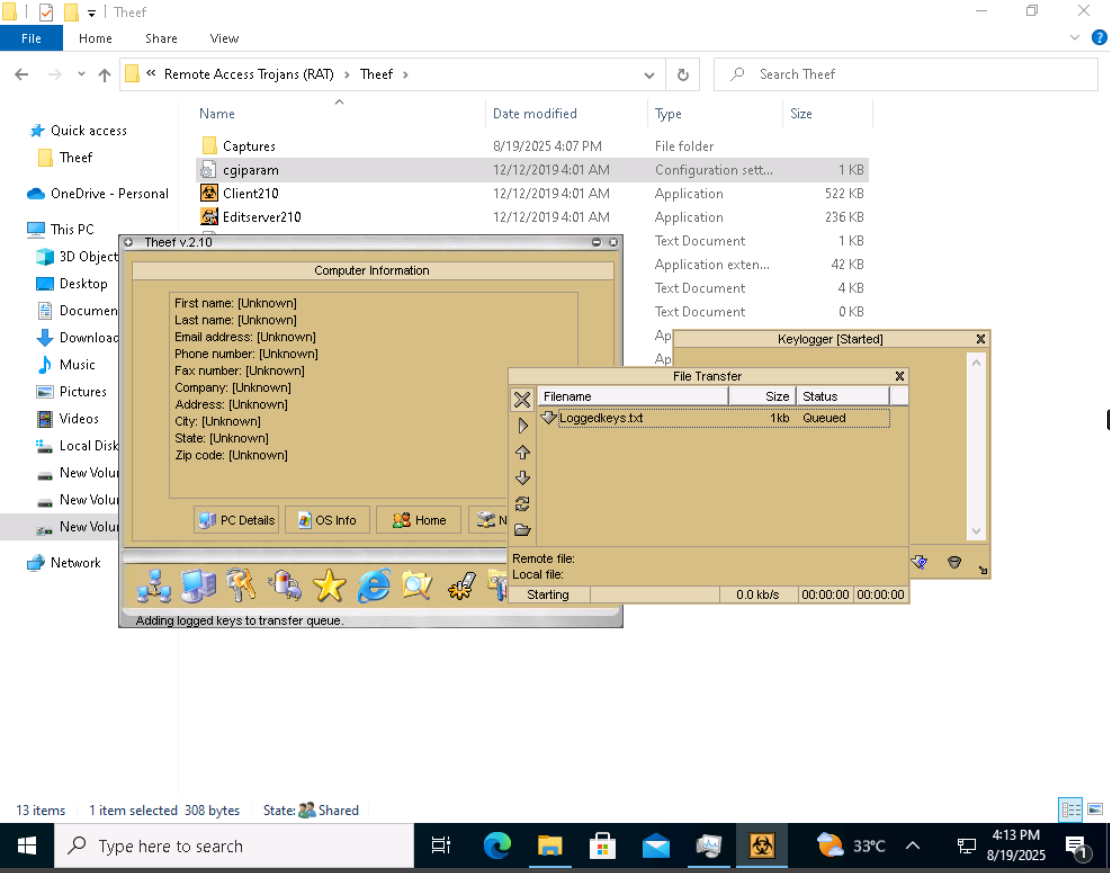 Theef
File Home Share View
« Remote Access Trojans (RAT) › Theef ›
Search Theef
Name Date modified Type Size
Quick access
Theef
OneDrive - Personal
This PC
3D Object
Desktop
Documen
Download
Music
Pictures
Videos
Local Disk
New Volu
New Volu
New Volu
Network
Captures 8/19/2025 4:07 PM File folder
cgiparam 12/12/2019 4:01 AM Configuration sett... 1 KB
Client210 12/12/2019 4:01 AM Application 522 KB
Editserver210 12/12/2019 4:01 AM Application 236 KB
Text Document 1 KB
Application exten... 42 KB
Text Document 4 KB
Text Document 0 KB
Ap
Ap
Theef v.2.10
Computer Information
First name: [Unknown]
Last name: [Unknown]
Email address: [Unknown]
Phone number: [Unknown]
Fax number: [Unknown]
Company: [Unknown]
Address: [Unknown]
City: [Unknown]
State: [Unknown]
Zip code: [Unknown]
PC Details OS Info Home N
Adding logged keys to transfer queue.
Keylogger [Started]
File Transfer
Filename Size Status
Loggedkeys.txt 1kb Queued
Remote file:
Local file:
Starting 0.0 kb/s 00:00:00 00:00:00
13 items 1 item selected 308 bytes State: Shared
Type here to search
33°C
4:13 PM
8/19/2025
1